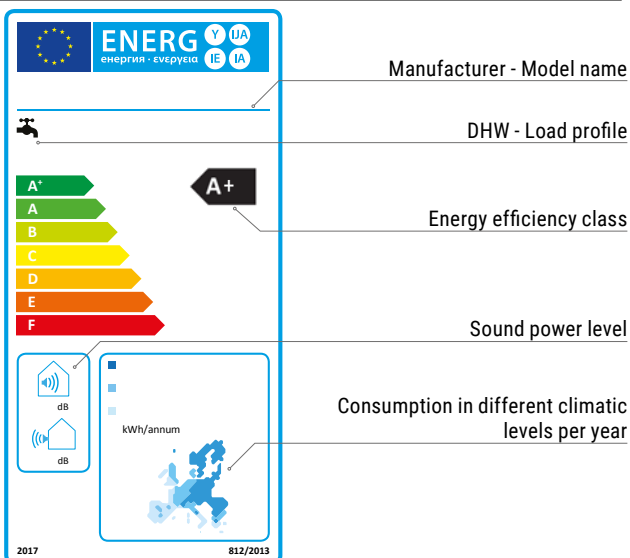 ENERG Y IJA
енергия · ενεργεια IE IA
Manufacturer - Model name
DHW - Load profile
A+
A+
A
B
C
D
E
F
Energy efficiency class
Sound power level
dB
dB
kWh/annum
Consumption in different climatic
levels per year
2017
812/2013